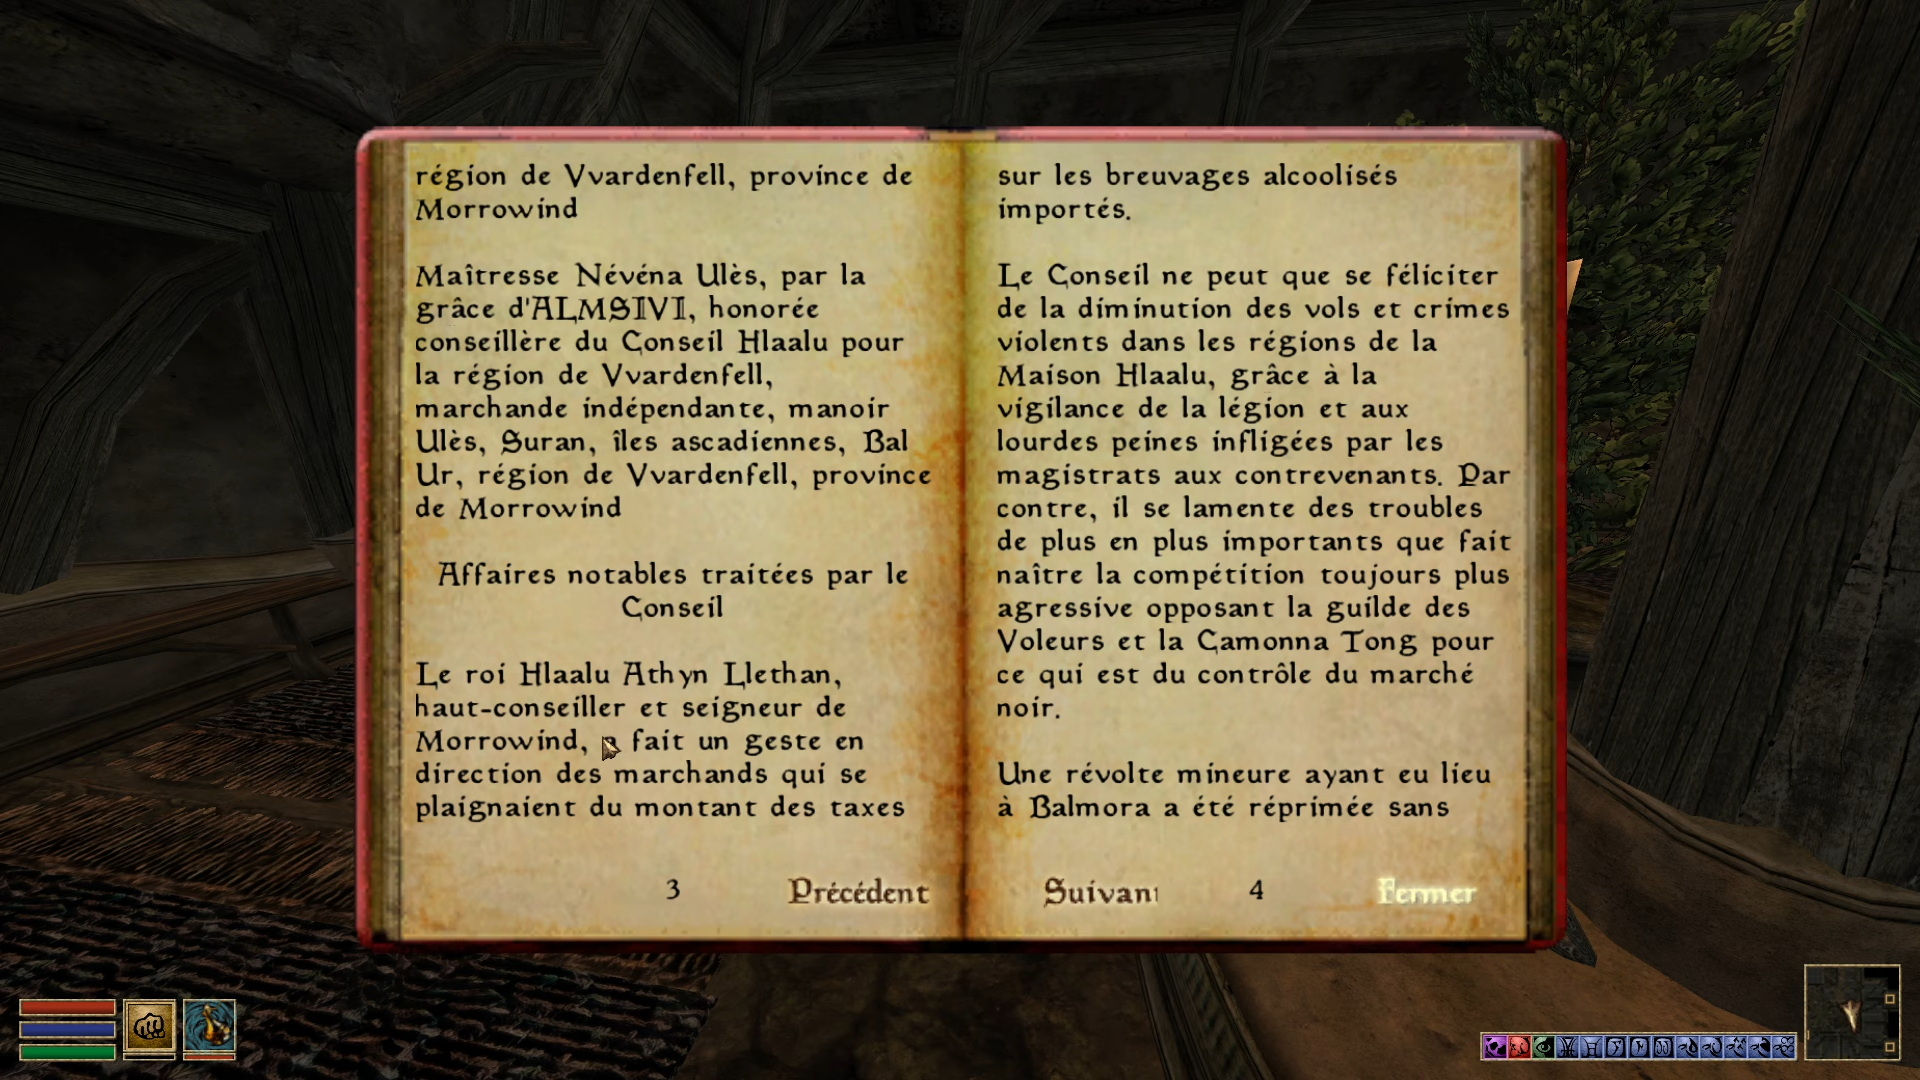 région de Vvardenfell, province de
Morrowind
Maîtresse Névéna Ulès, par la
grâce d'ALMSIVI, honorée
conseillère du Conseil Hlaalu pour
la région de Vvardenfell,
marchande indépendante, manoir
Ulès, Suran, îles ascadiennes, Bal
Ur, région de Vvardenfell, province
de Morrowind
Affaires notables traitées par le
Conseil
Le roi Hlaalu Athyn Llethan,
haut-conseiller et seigneur de
Morrowind, a fait un geste en
direction des marchands qui se
plaignaient du montant des taxes
3
Précédent
sur les breuvages alcoolisés
importés.
Le Conseil ne peut que se féliciter
de la diminution des vols et crimes
violents dans les régions de la
Maison Hlaalu, grâce à la
vigilance de la légion et aux
lourdes peines infligées par les
magistrats aux contrevenants. Par
contre, il se lamente des troubles
de plus en plus importants que fait
naître la compétition toujours plus
agressive opposant la guilde des
Voleurs et la Camonna Tong pour
ce qui est du contrôle du marché
noir.
Une révolte mineure ayant eu lieu
à Balmora a été réprimée sans
Suivant
4
Fermer